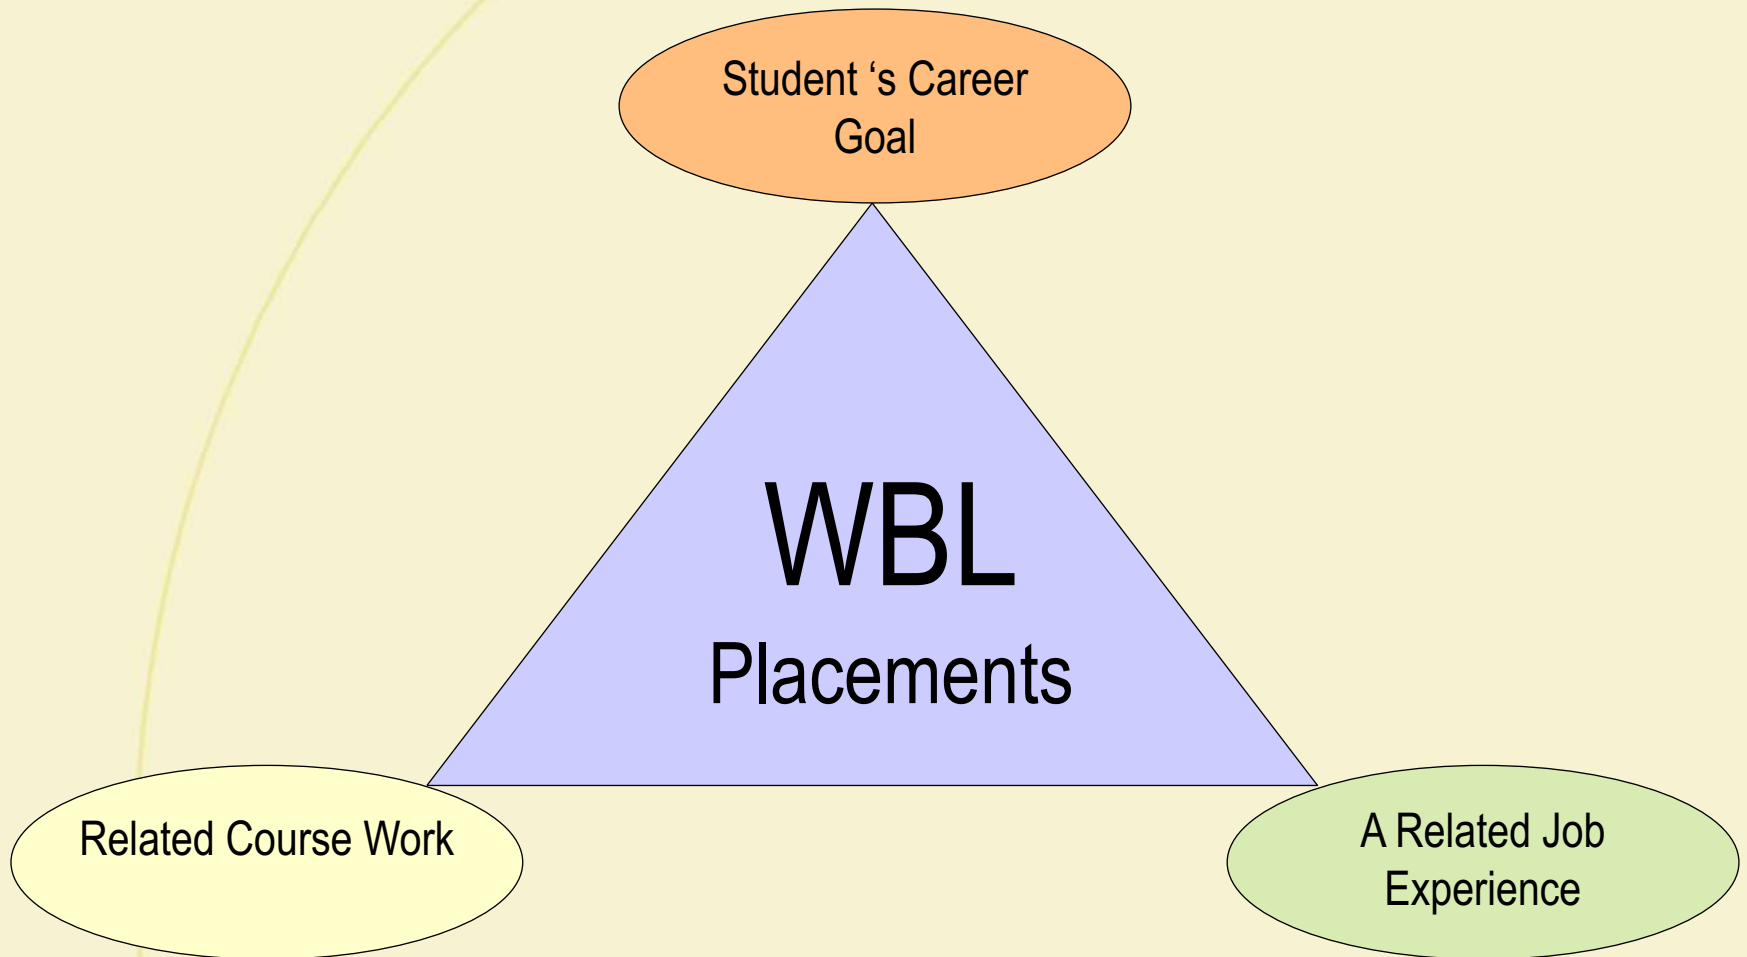 Student ‘s Career
Goal
WBL
Placements
Related Course Work
A Related Job
Experience